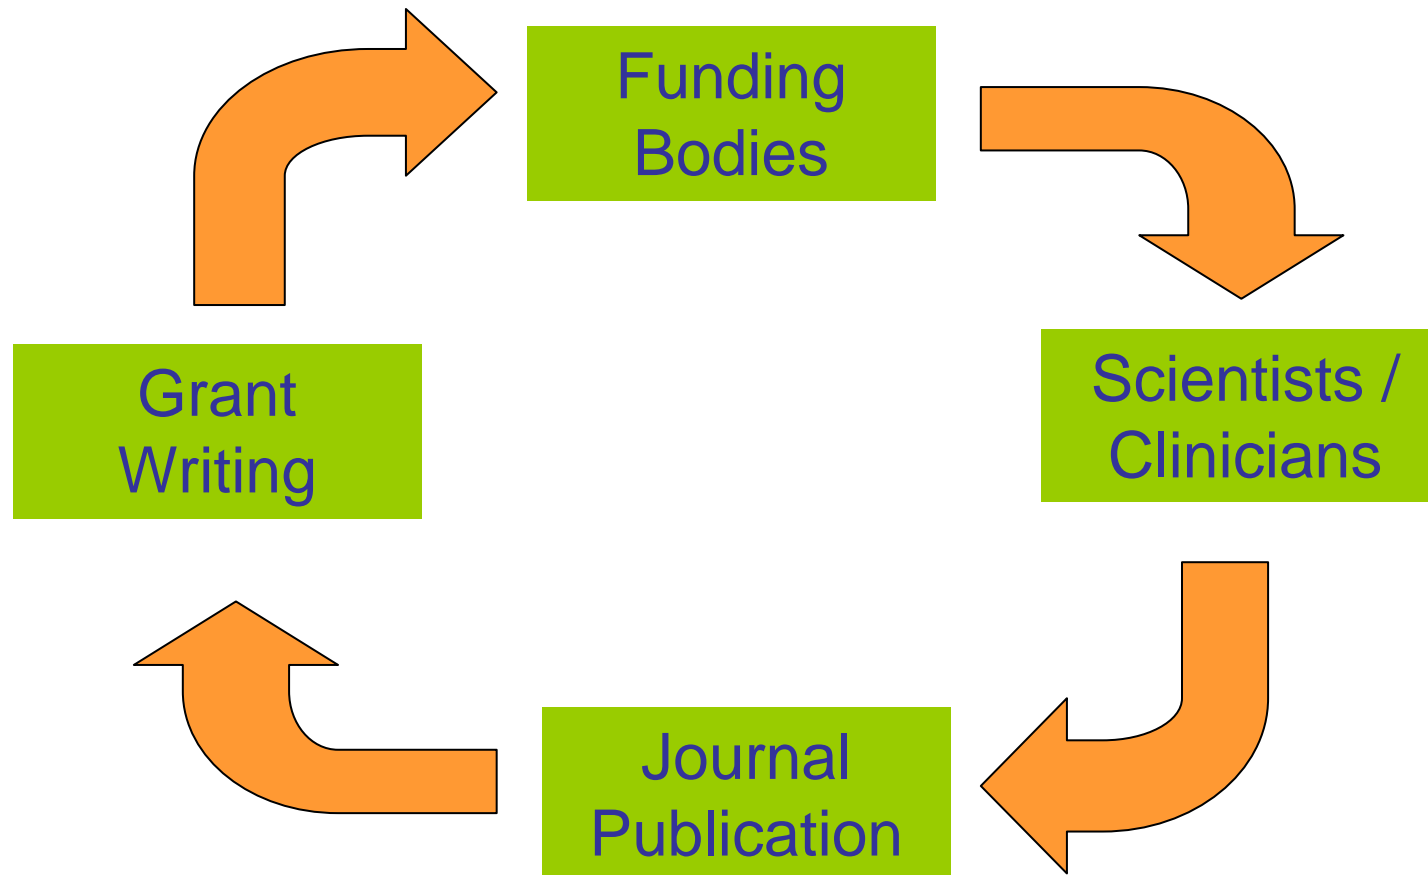 Funding
Bodies
Scientists /
Clinicians
Journal
Publication
Grant
Writing